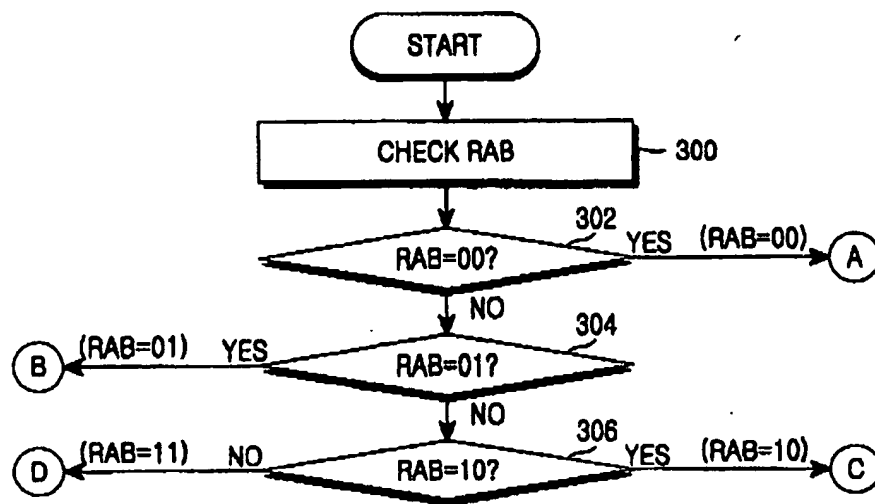 START
CHECK RAB
300
302
RAB=00?
YES (RAB=00)
A
NO
304
B
(RAB=01) YES
RAB=01?
NO
306
D
(RAB=11) NO
RAB=10?
YES (RAB=10)
C